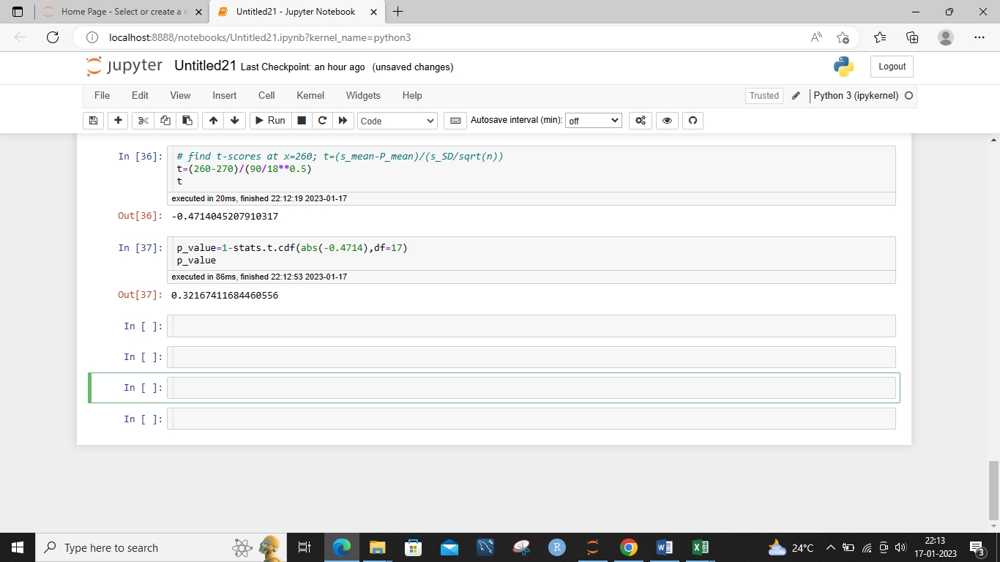 Home Page - Select or create a n
Untitled21 - Jupyter Notebook
localhost:8888/notebooks/Untitled21.ipynb?kernel_name=python3
jupyter Untitled21 Last Checkpoint: an hour ago (unsaved changes)
Logout
File Edit View Insert Cell Kernel Widgets Help
Trusted
Python 3 (ipykernel)
Run
Code
Autosave interval (min): off
In [36]:
# find t-scores at x=260; t=(s_mean-P_mean)/(s_SD/sqrt(n))
t=(260-270)/(90/18**0.5)
t
executed in 20ms, finished 22:12:19 2023-01-17
Out[36]: -0.4714045207910317
In [37]:
p_value=1-stats.t.cdf(abs(-0.4714),df=17)
p_value
executed in 86ms, finished 22:12:53 2023-01-17
Out[37]: 0.32167411684460556
In [ ]:
In [ ]:
In [ ]:
In [ ]:
Type here to search
R
W
X
24°C
22:13
17-01-2023
3